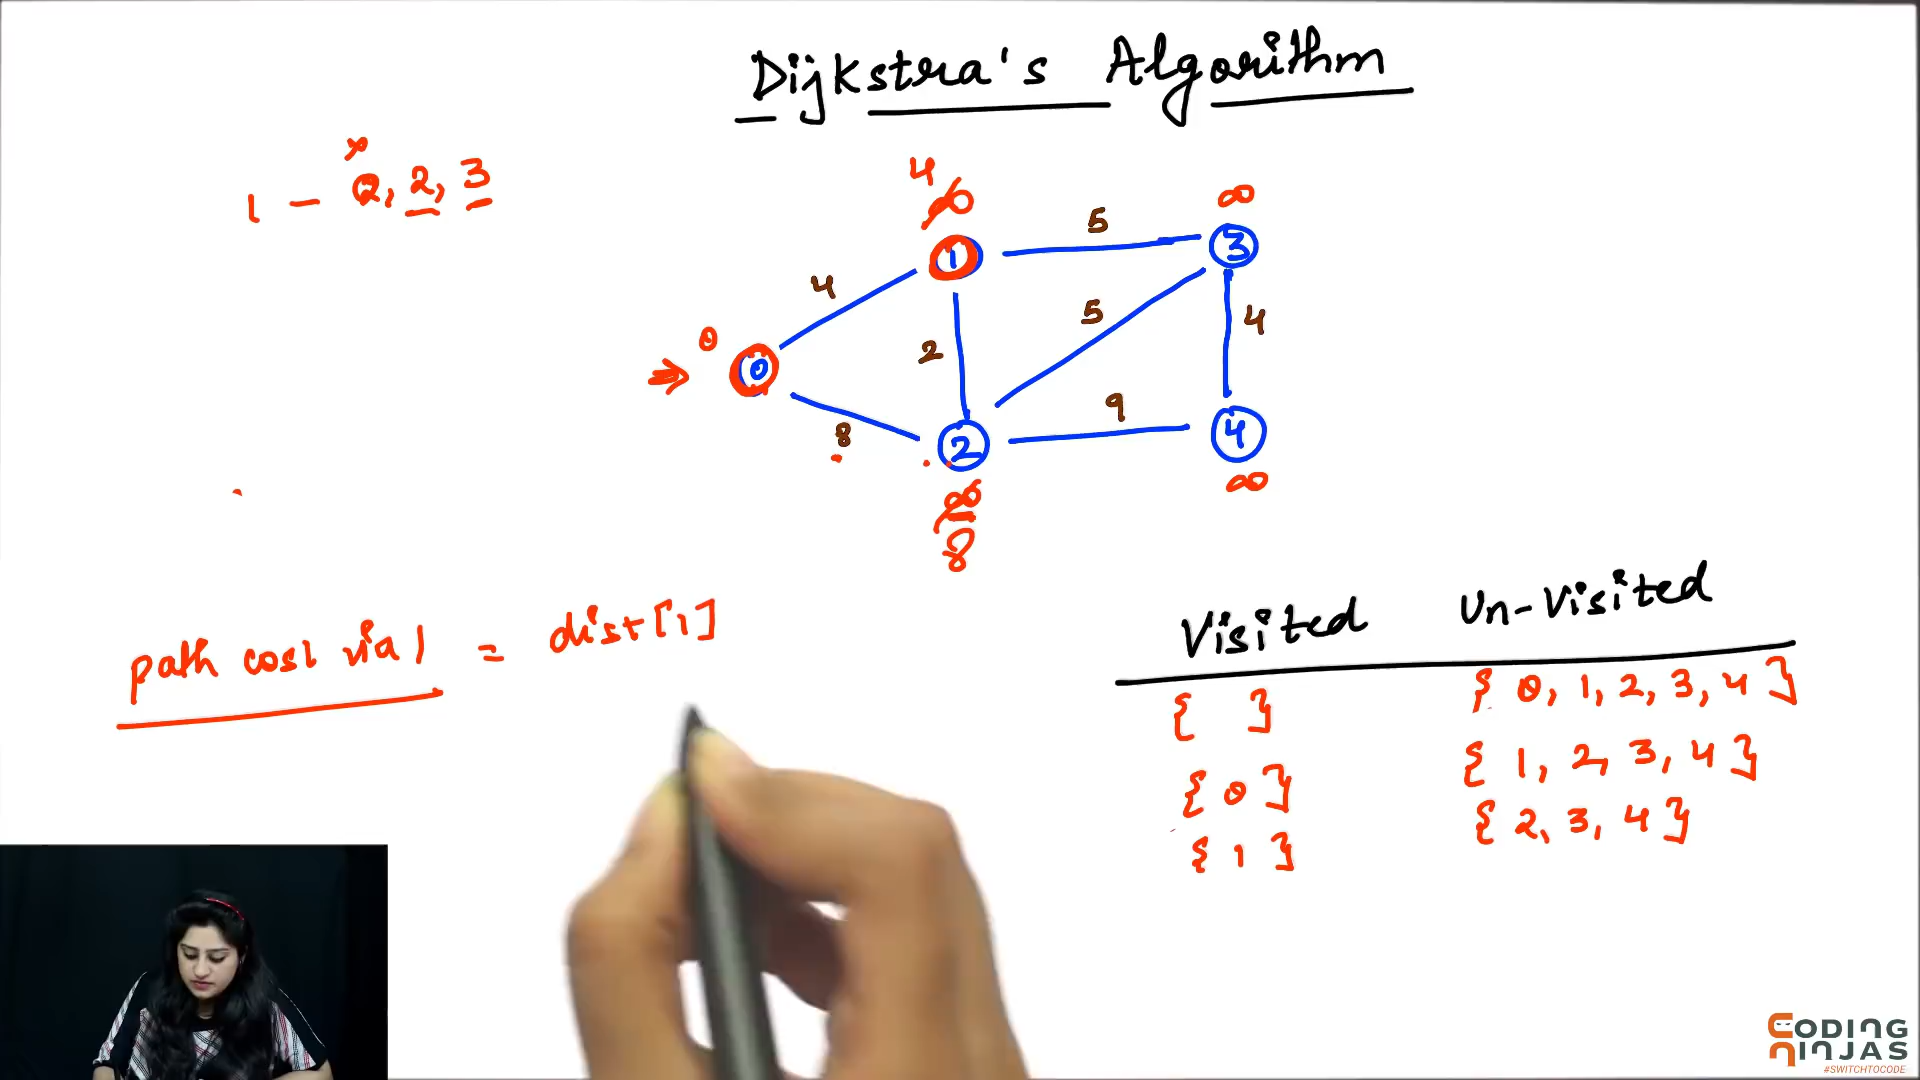 Dijkstra's Algorithm
1 - 0, 2, 3
4 ∞
∞
1
5
3
4
2
5
4
0
0
8
2
9
4
∞
8
∞
path cost via 1 = dist[1]
Visited Un-Visited
{ } { 0, 1, 2, 3, 4 }
{ 0 } { 1, 2, 3, 4 }
{ 1 } { 2, 3, 4 }
CODING
NINJAS
#SWITCHTOCODE